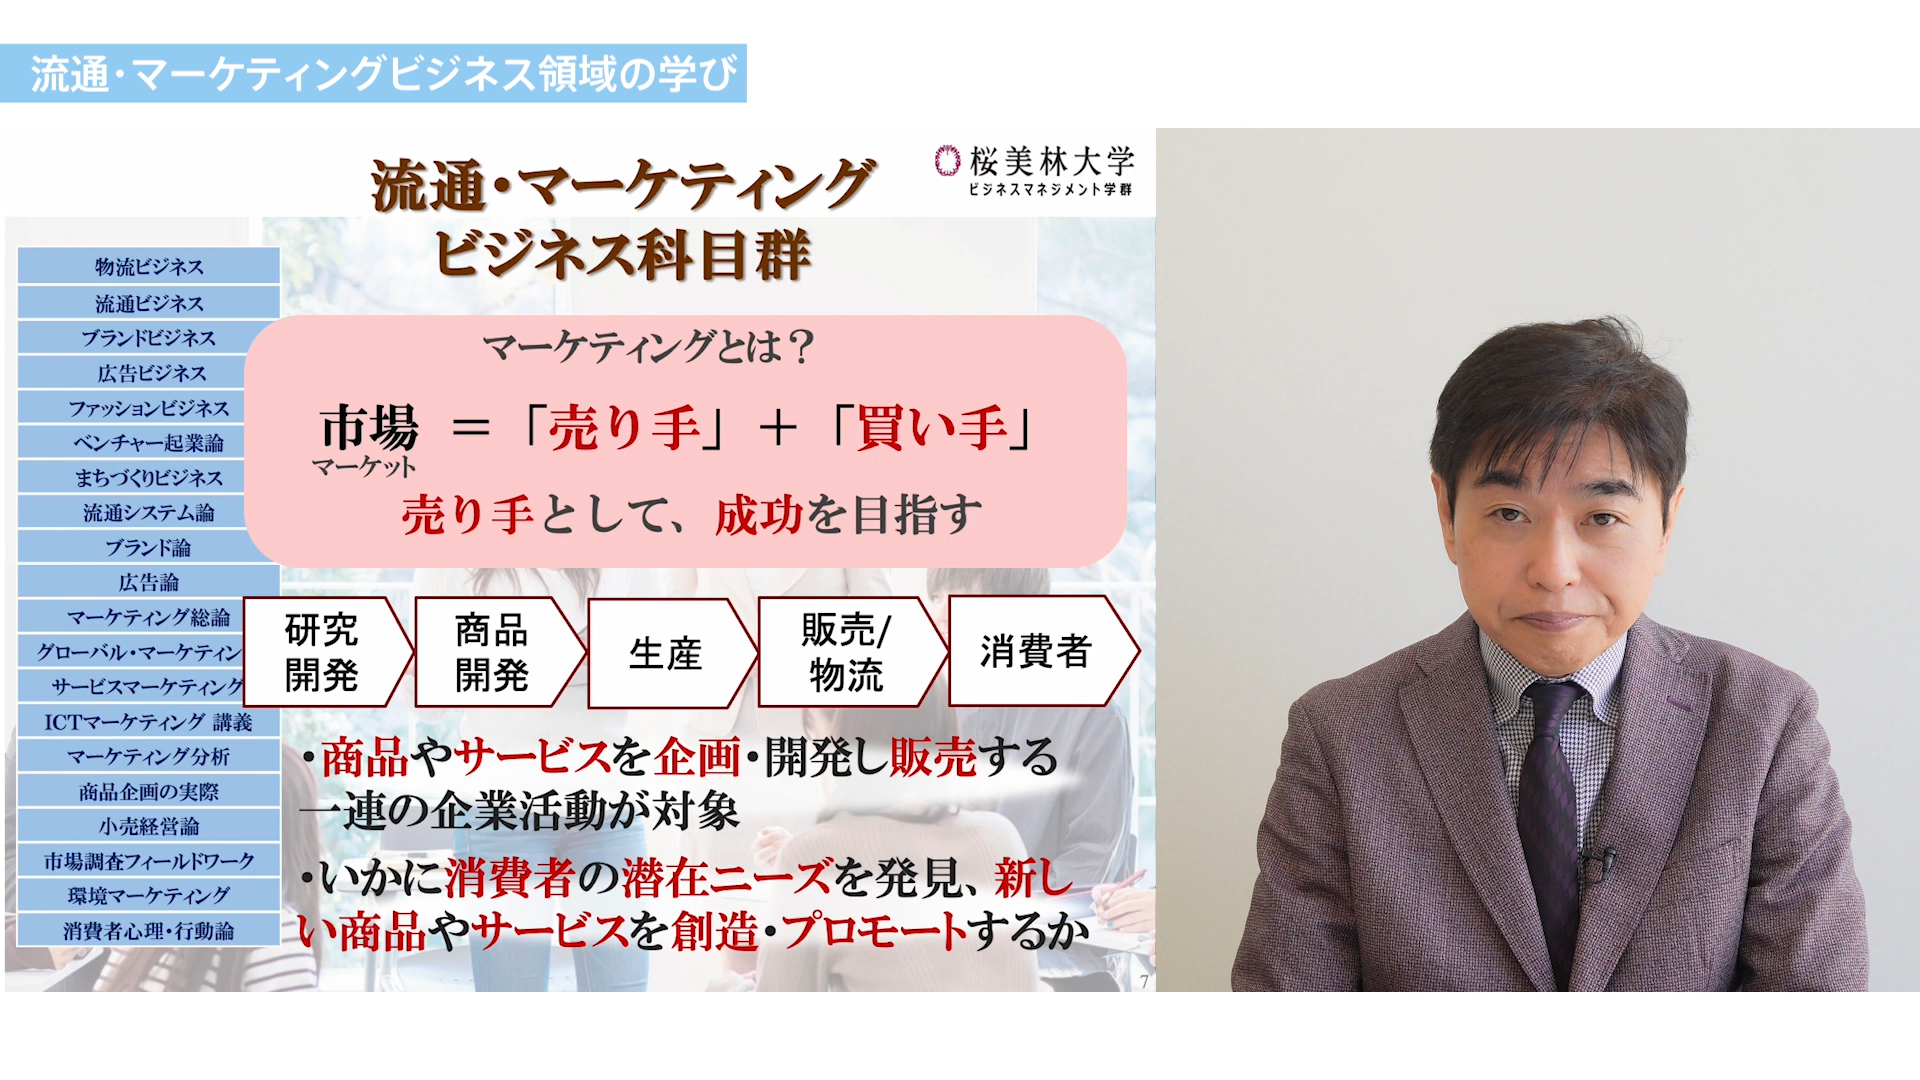 流通・マーケティングビジネス領域の学び
流通・マーケティング
ビジネス科目群
桜美林大学
ビジネスマネジメント学群
物流ビジネス
流通ビジネス
ブランドビジネス
広告ビジネス
ファッションビジネス
ベンチャー起業論
まちづくりビジネス
流通システム論
ブランド論
広告論
マーケティング総論
グローバル・マーケティン
サービスマーケティング
ICTマーケティング 講義
マーケティング分析
商品企画の実際
小売経営論
市場調査フィールドワーク
環境マーケティング
消費者心理・行動論
マーケティングとは？
市場 ＝「売り手」＋「買い手」
マーケット
売り手として、成功を目指す
研究
開発
商品
開発
生産
販売/
物流
消費者
・商品やサービスを企画・開発し販売する
一連の企業活動が対象
・いかに消費者の潜在ニーズを発見、新し
い商品やサービスを創造・プロモートするか
7